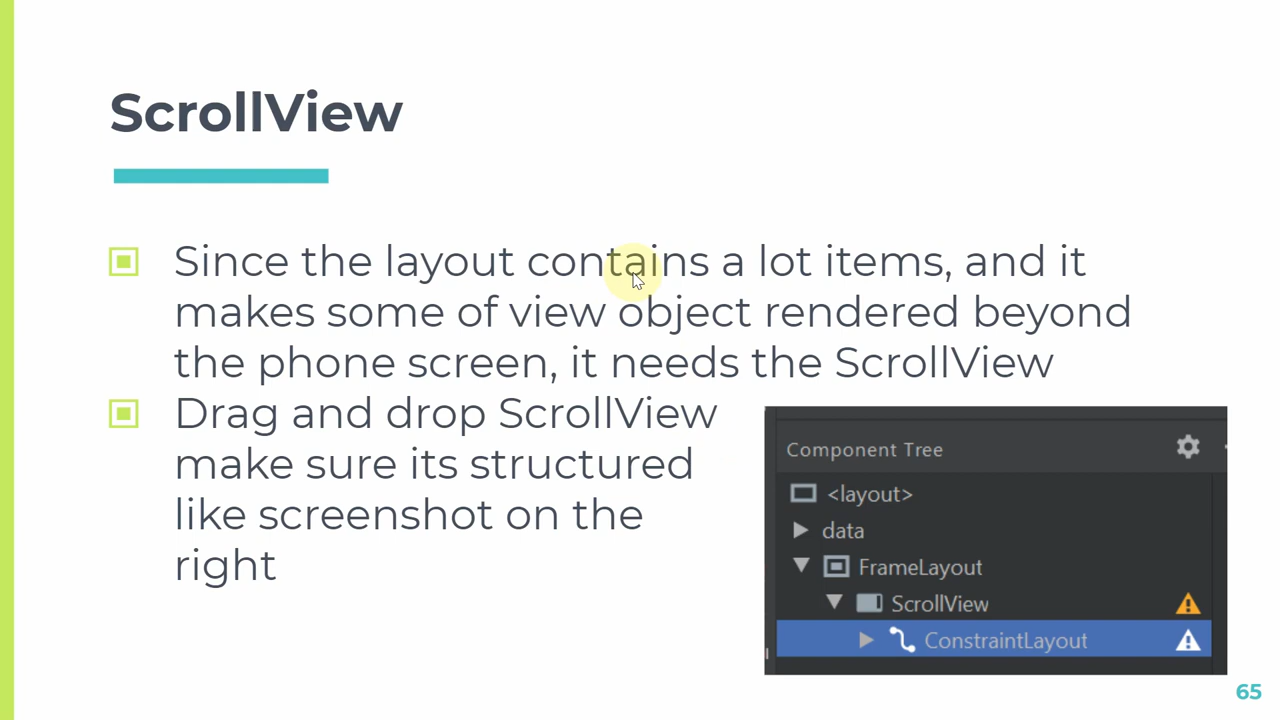 ScrollView
Since the layout contains a lot items, and it
makes some of view object rendered beyond
the phone screen, it needs the ScrollView
Drag and drop ScrollView
make sure its structured
like screenshot on the
right
Component Tree
<layout>
data
FrameLayout
ScrollView
ConstraintLayout
65